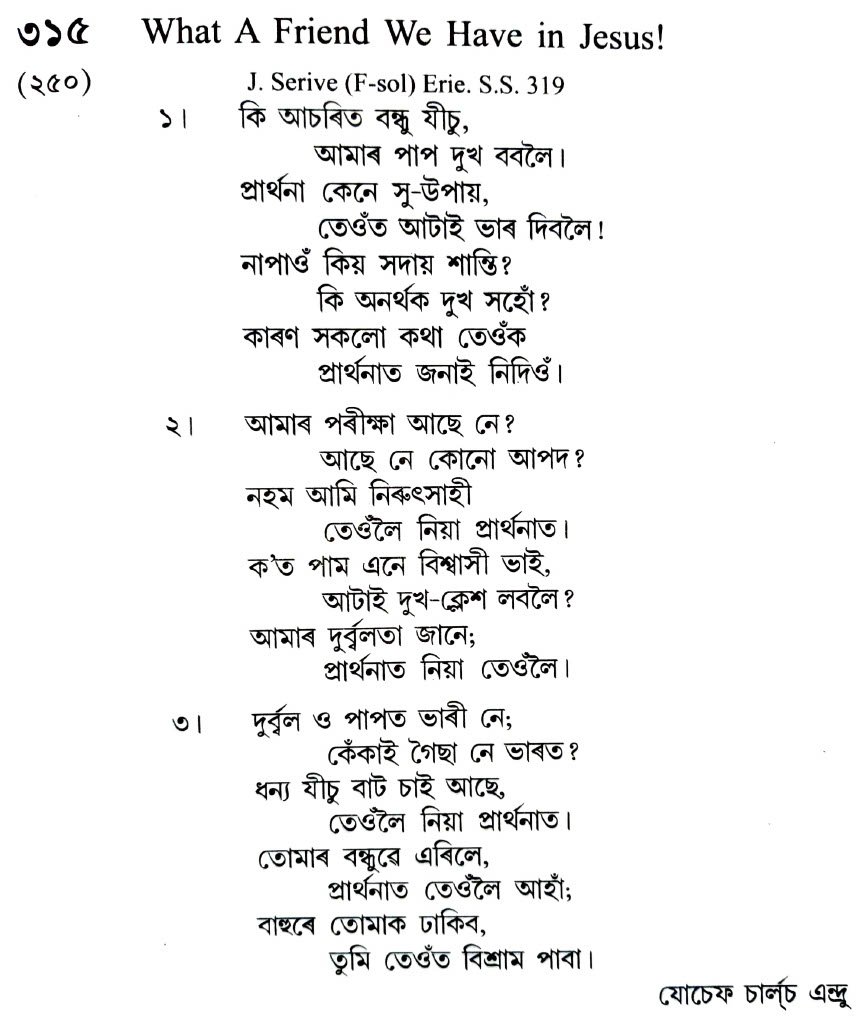 ৩১৫ What A Friend We Have in Jesus!
(২৫০) J. Serive (F-sol) Erie. S.S. 319
১। কি আচৰিত বন্ধু যীচু,
আমাৰ পাপ দুখ ববলৈ।
প্ৰাৰ্থনা কেনে সু-উপায়,
তেওঁত আটাই ভাৰ দিবলৈ!
নাপাওঁ কিয় সদায় শান্তি?
কি অনৰ্থক দুখ সহোঁ?
কাৰণ সকলো কথা তেওঁক
প্ৰাৰ্থনাত জনাই নিদিওঁ।
২। আমাৰ পৰীক্ষা আছে নে?
আছে নে কোনো আপদ?
নহম আমি নিৰুৎসাহী
তেওঁলৈ নিয়া প্ৰাৰ্থনাত।
ক'ত পাম এনে বিশ্বাসী ভাই,
আটাই দুখ-ক্লেশ লবলৈ?
আমাৰ দুৰ্ব্বলতা জানে;
প্ৰাৰ্থনাত নিয়া তেওঁলৈ।
৩। দুৰ্ব্বল ও পাপত ভাৰী নে;
কেঁকাই গৈছা নে ভাৰত?
ধন্য যীচু বাট চাই আছে,
তেওঁলৈ নিয়া প্ৰাৰ্থনাত।
তোমাৰ বন্ধুৱে এৰিলে,
প্ৰাৰ্থনাত তেওঁলৈ আহাঁ;
বাহুৰে তোমাক ঢাকিব,
তুমি তেওঁত বিশ্ৰাম পাবা।
যোচেফ চাৰ্ল্চ এন্দ্ৰু